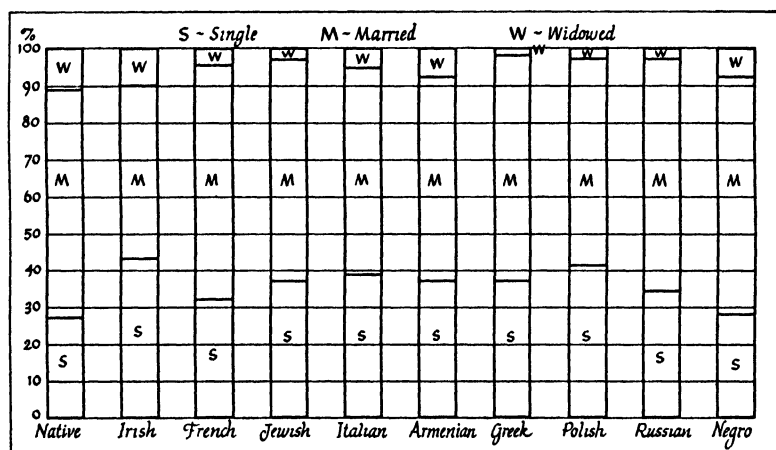 % S ~ Single M ~ Married W ~ Widowed
100 W W W W W W W W W W
90
80
70
M M M M M M M M M M
60
50
40
30
S S S S S S S S S S
20
10
0
Native Irish French Jewish Italian Armenian Greek Polish Russian Negro